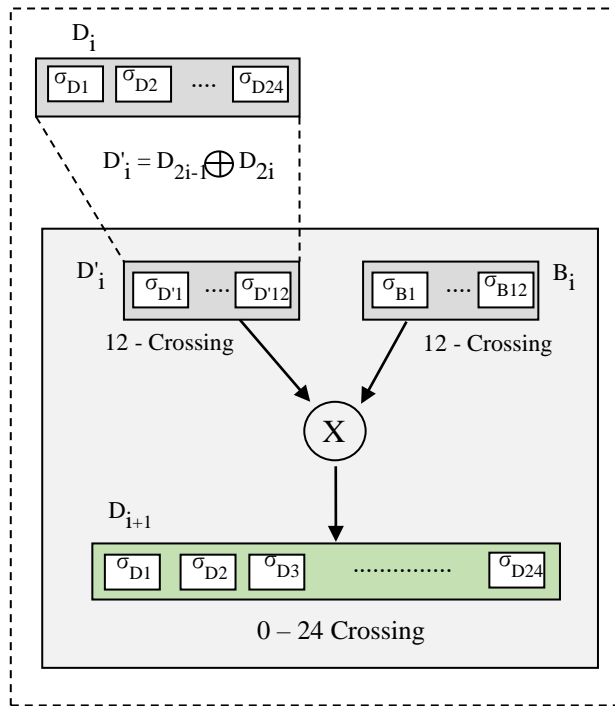 D_i
σ_D1 σ_D2 .... σ_D24
D'_i = D_2i-1 ⊕ D_2i
D'_i
σ_D'1 .... σ_D'12
σ_B1 .... σ_B12
B_i
12 - Crossing
12 - Crossing
X
D_i+1
σ_D1 σ_D2 σ_D3 ............... σ_D24
0 – 24 Crossing